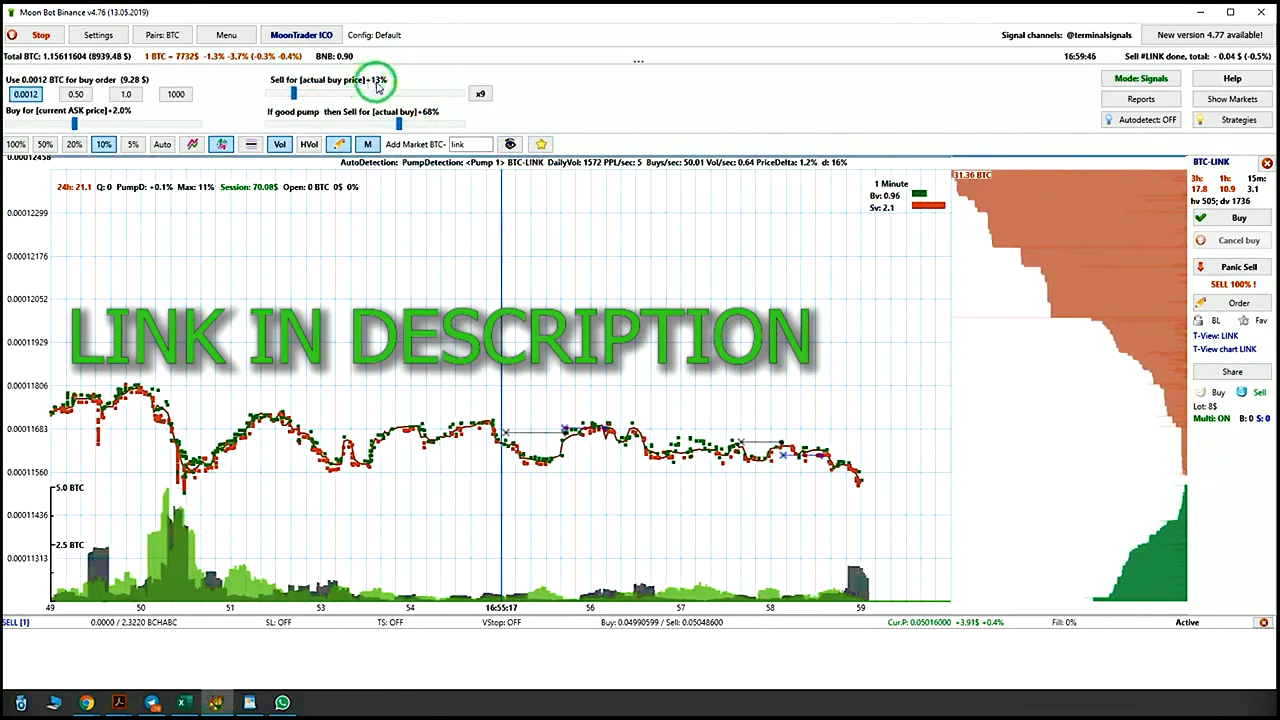 Moon Bot Binance v4.76 (13.05.2019)
Stop Settings Pairs: BTC Menu MoonTrader ICO Config: Default Signal channels: @terminalsignals New version 4.77 available!
Total BTC: 1.15611604 (8939.48 $) 1 BTC = 7732$ -1.3% -3.7% (-0.3% -0.4%) BNB: 0.90 ... 16:59:46 Sell #LINK done, total: - 0.04 $ (-0.5%)
Use 0.0012 BTC for buy order (9.28 $) Sell for [actual buy price]+13% Mode: Signals Help
0.0012 0.50 1.0 1000 x9 Reports Show Markets
Buy for [current ASK price]+2.0% If good pump then Sell for [actual buy]+68% Autodetect: OFF Strategies
100% 50% 20% 10% 5% Auto Vol HVol M Add Market BTC- link
0.00012458 AutoDetection: PumpDetection: <Pump 1> BTC-LINK DailyVol: 1572 PPL/sec: 5 Buys/sec: 50.01 Vol/sec: 0.64 PriceDelta: 1.2% d: 16% BTC-LINK
31.36 BTC
24h: 21.1 Q: 0 PumpD: +0.1% Max: 11% Session: 70.08$ Open: 0 BTC 0$ 0% 1 Minute
Bv: 0.96
Sv: 2.1
3h: 1h: 15m:
17.8 10.9 3.1
hv 505; dv 1736
0.00012299
Buy
Cancel buy
0.00012176
Panic Sell
SELL 100% !
0.00012052
Order
BL Fav
0.00011929
LINK IN DESCRIPTION
T-View: LINK
T-View chart LINK
Share
0.00011806
Buy Sell
Lot: 8$
Multi: ON B: 0 S: 0
0.00011683
0.00011560
5.0 BTC
0.00011436
2.5 BTC
0.00011313
49 50 51 53 54 16:55:17 56 57 58 59
SELL [1] 0.0000 / 2.3220 BCHABC SL: OFF TS: OFF VStop: OFF Buy: 0.04990599 / Sell: 0.05048600 Cur.P: 0.05016000 +3.91$ +0.4% Fill: 0% Active